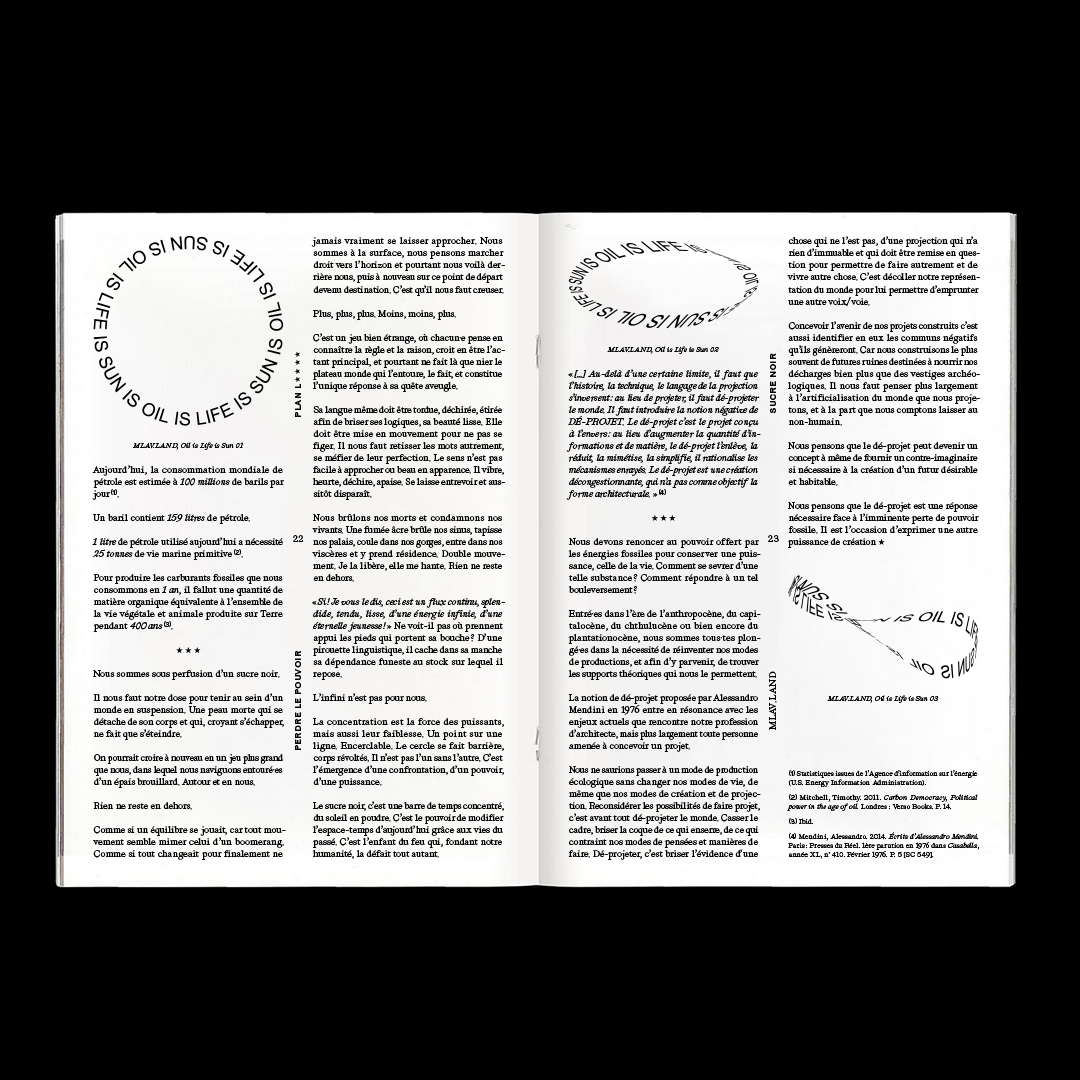 SUN IS OIL IS LIFE IS SUN IS OIL IS LIFE IS SUN IS OIL IS LIFE IS
MLAV.LAND, Oil is Life is Sun 01
Aujourd’hui, la consommation mondiale de
pétrole est estimée à 100 millions de barils par
jour (1).
Un baril contient 159 litres de pétrole.
1 litre de pétrole utilisé aujourd’hui a nécessité
25 tonnes de vie marine primitive (2).
Pour produire les carburants fossiles que nous
consommons en 1 an, il fallut une quantité de
matière organique équivalente à l’ensemble de
la vie végétale et animale produite sur Terre
pendant 400 ans (3).
★★★
Nous sommes sous perfusion d’un sucre noir.
Il nous faut notre dose pour tenir au sein d’un
monde en suspension. Une peau morte qui se
détache de son corps et qui, croyant s’échapper,
ne fait que s’éteindre.
On pourrait croire à nouveau en un jeu plus grand
que nous, dans lequel nous naviguons entouré·es
d’un épais brouillard. Autour et en nous.
Rien ne reste en dehors.
Comme si un équilibre se jouait, car tout mou-
vement semble mimer celui d’un boomerang.
Comme si tout changeait pour finalement ne
PLAN L★★★★
22
PERDRE LE POUVOIR
jamais vraiment se laisser approcher. Nous
sommes à la surface, nous pensons marcher
droit vers l’horizon et pourtant nous voilà der-
rière nous, puis à nouveau sur ce point de départ
devenu destination. C’est qu’il nous faut creuser.
Plus, plus, plus. Moins, moins, plus.
C’est un jeu bien étrange, où chacun·e pense en
connaître la règle et la raison, croit en être l’ac-
tant principal, et pourtant ne fait là que nier le
plateau monde qui l’entoure, le fait, et constitue
l’unique réponse à sa quête aveugle.
Sa langue même doit être tordue, déchirée, étirée
afin de briser ses logiques, sa beauté lisse. Elle
doit être mise en mouvement pour ne pas se
figer. Il nous faut retisser les mots autrement,
se méfier de leur perfection. Le sens n’est pas
facile à approcher ou beau en apparence. Il vibre,
heurte, déchire, apaise. Se laisse entrevoir et aus-
sitôt disparaît.
Nous brûlons nos morts et condamnons nos
vivants. Une fumée âcre brûle nos sinus, tapisse
nos palais, coule dans nos gorges, entre dans nos
viscères et y prend résidence. Double mouve-
ment. Je la libère, elle me hante. Rien ne reste
en dehors.
«Si! Je vous le dis, ceci est un flux continu, splen-
dide, tendu, lisse, d’une énergie infinie, d’une
éternelle jeunesse!» Ne voit-il pas où prennent
appui les pieds qui portent sa bouche? D’une
pirouette linguistique, il cache dans sa manche
sa dépendance funeste au stock sur lequel il
repose.
L’infini n’est pas pour nous.
La concentration est la force des puissants,
mais aussi leur faiblesse. Un point sur une
ligne. Encerclable. Le cercle se fait barrière,
corps révoltés. Il n’est pas l’un sans l’autre. C’est
l’émergence d’une confrontation, d’un pouvoir,
d’une puissance.
Le sucre noir, c’est une barre de temps concentré,
du soleil en poudre. C’est le pouvoir de modifier
l’espace-temps d’aujourd’hui grâce aux vies du
passé. C’est l’enfant du feu qui, fondant notre
humanité, la défait tout autant.
SUN IS OIL IS LIFE IS SUN IS OIL IS LIFE IS SUN IS OIL IS
MLAV.LAND, Oil is Life is Sun 02
«[...] Au-delà d’une certaine limite, il faut que
l’histoire, la technique, le langage de la projection
s’inversent: au lieu de projeter, il faut dé-projeter
le monde. Il faut introduire la notion négative de
DÉ-PROJET. Le dé-projet c’est le projet conçu
à l’envers: au lieu d’augmenter la quantité d’in-
formations et de matière, le dé-projet l’enlève, la
réduit, la mimétise, la simplifie, il rationalise les
mécanismes enrayés. Le dé-projet est une création
décongestionnante, qui n’a pas comme objectif la
forme architecturale. » (4)
★★★
Nous devons renoncer au pouvoir offert par
les énergies fossiles pour conserver une puis-
sance, celle de la vie. Comment se sevrer d’une
telle substance? Comment répondre à un tel
bouleversement?
Entré·es dans l’ère de l’anthropocène, du capi-
talocène, du chthulucène ou bien encore du
plantationocène, nous sommes tous·tes plon-
gé·es dans la nécessité de réinventer nos modes
de productions, et afin d’y parvenir, de trouver
les supports théoriques qui nous le permettent.
La notion de dé-projet proposée par Alessandro
Mendini en 1976 entre en résonance avec les
enjeux actuels que rencontre notre profession
d’architecte, mais plus largement toute personne
amenée à concevoir un projet.
Nous ne saurions passer à un mode de production
écologique sans changer nos modes de vie, de
même que nos modes de création et de projec-
tion. Reconsidérer les possibilités de faire projet,
c’est avant tout dé-projeter le monde. Casser le
cadre, briser la coque de ce qui enserre, de ce qui
contraint nos modes de pensées et manières de
faire. Dé-projeter, c’est briser l’évidence d’une
SUCRE NOIR
23
MLAV.LAND
chose qui ne l’est pas, d’une projection qui n’a
rien d’immuable et qui doit être remise en ques-
tion pour permettre de faire autrement et de
vivre autre chose. C’est décoller notre représen-
tation du monde pour lui permettre d’emprunter
une autre voix/voie.
Concevoir l’avenir de nos projets construits c’est
aussi identifier en eux les communs négatifs
qu’ils génèreront. Car nous construisons le plus
souvent de futures ruines destinées à nourrir nos
décharges bien plus que des vestiges archéo-
logiques. Il nous faut penser plus largement
à l’artificialisation du monde que nous proje-
tons, et à la part que nous comptons laisser au
non-humain.
Nous pensons que le dé-projet peut devenir un
concept à même de fournir un contre-imaginaire
si nécessaire à la création d’un futur désirable
et habitable.
Nous pensons que le dé-projet est une réponse
nécessaire face à l’imminente perte de pouvoir
fossile. Il est l’occasion d’exprimer une autre
puissance de création ★
IS OIL IS LIFE IS SUN IS OIL
MLAV.LAND, Oil is Life is Sun 03
(1) Statistiques issues de l’Agence d’information sur l’énergie
(U.S. Energy Information Administration).
(2) Mitchell, Timothy. 2011. Carbon Democracy, Political
power in the age of oil. Londres : Verso Books. P. 14.
(3) Ibid.
(4) Mendini, Alessandro. 2014. Écrits d’Alessandro Mendini.
Paris : Presses du Réel. 1ère parution en 1976 dans Casabella,
année XL, n° 410. Février 1976. P. 5 [SC 549].